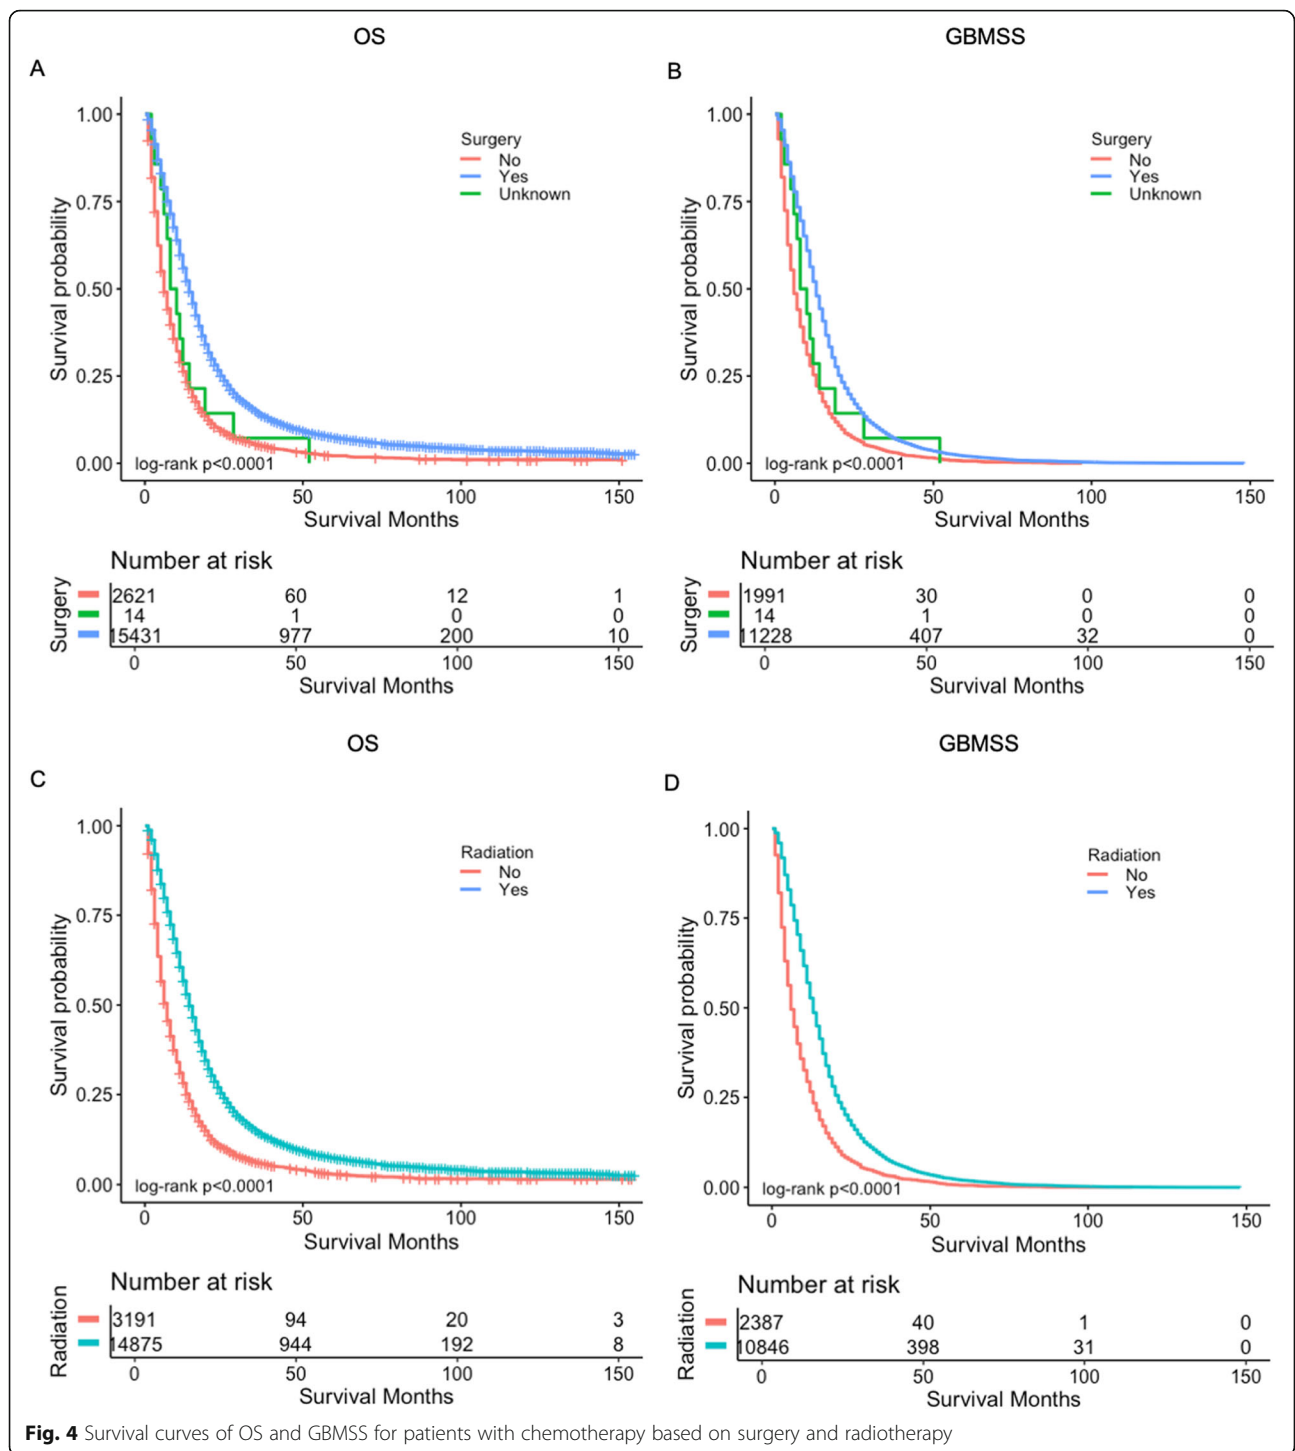 OS
GBMSS
A
B
1.00
0.75
0.50
0.25
0.00
Survival probability
Surgery
No
Yes
Unknown
log-rank p<0.0001
0 50 100 150
Survival Months
1.00
0.75
0.50
0.25
0.00
Survival probability
Surgery
No
Yes
Unknown
log-rank p<0.0001
0 50 100 150
Survival Months
Number at risk
Surgery
2621 60 12 1
14 1 0 0
15431 977 200 10
0 50 100 150
Survival Months
Number at risk
Surgery
1991 30 0 0
14 1 0 0
11228 407 32 0
0 50 100 150
Survival Months
OS
GBMSS
C
D
1.00
0.75
0.50
0.25
0.00
Survival probability
Radiation
No
Yes
log-rank p<0.0001
0 50 100 150
Survival Months
1.00
0.75
0.50
0.25
0.00
Survival probability
Radiation
No
Yes
log-rank p<0.0001
0 50 100 150
Survival Months
Number at risk
Radiation
3191 94 20 3
14875 944 192 8
0 50 100 150
Survival Months
Number at risk
Radiation
2387 40 1 0
10846 398 31 0
0 50 100 150
Survival Months
Fig. 4 Survival curves of OS and GBMSS for patients with chemotherapy based on surgery and radiotherapy